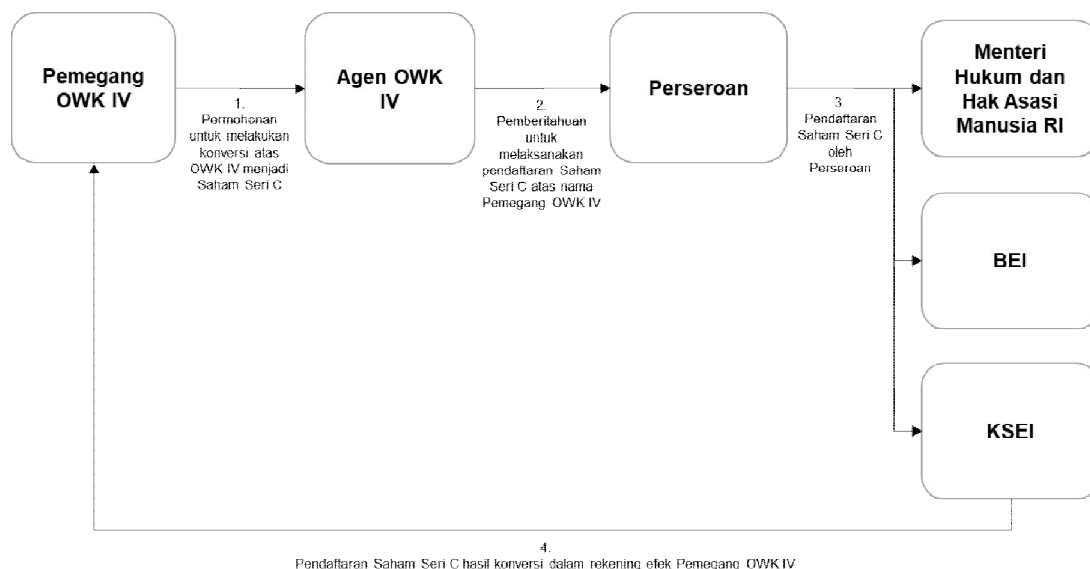 Pemegang
OWK IV
1.
Permohonan
untuk melakukan
konversi atas
OWK IV menjadi
Saham Seri C
Agen OWK
IV
2.
Pemberitahuan
untuk
melaksanakan
pendaftaran Saham
Seri C atas nama
Pemegang OWK IV
Perseroan
3.
Pendaftaran
Saham Seri C
oleh
Perseroan
Menteri
Hukum dan
Hak Asasi
Manusia RI
BEI
KSEI
4.
Pendaftaran Saham Seri C hasil konversi dalam rekening efek Pemegang OWK IV